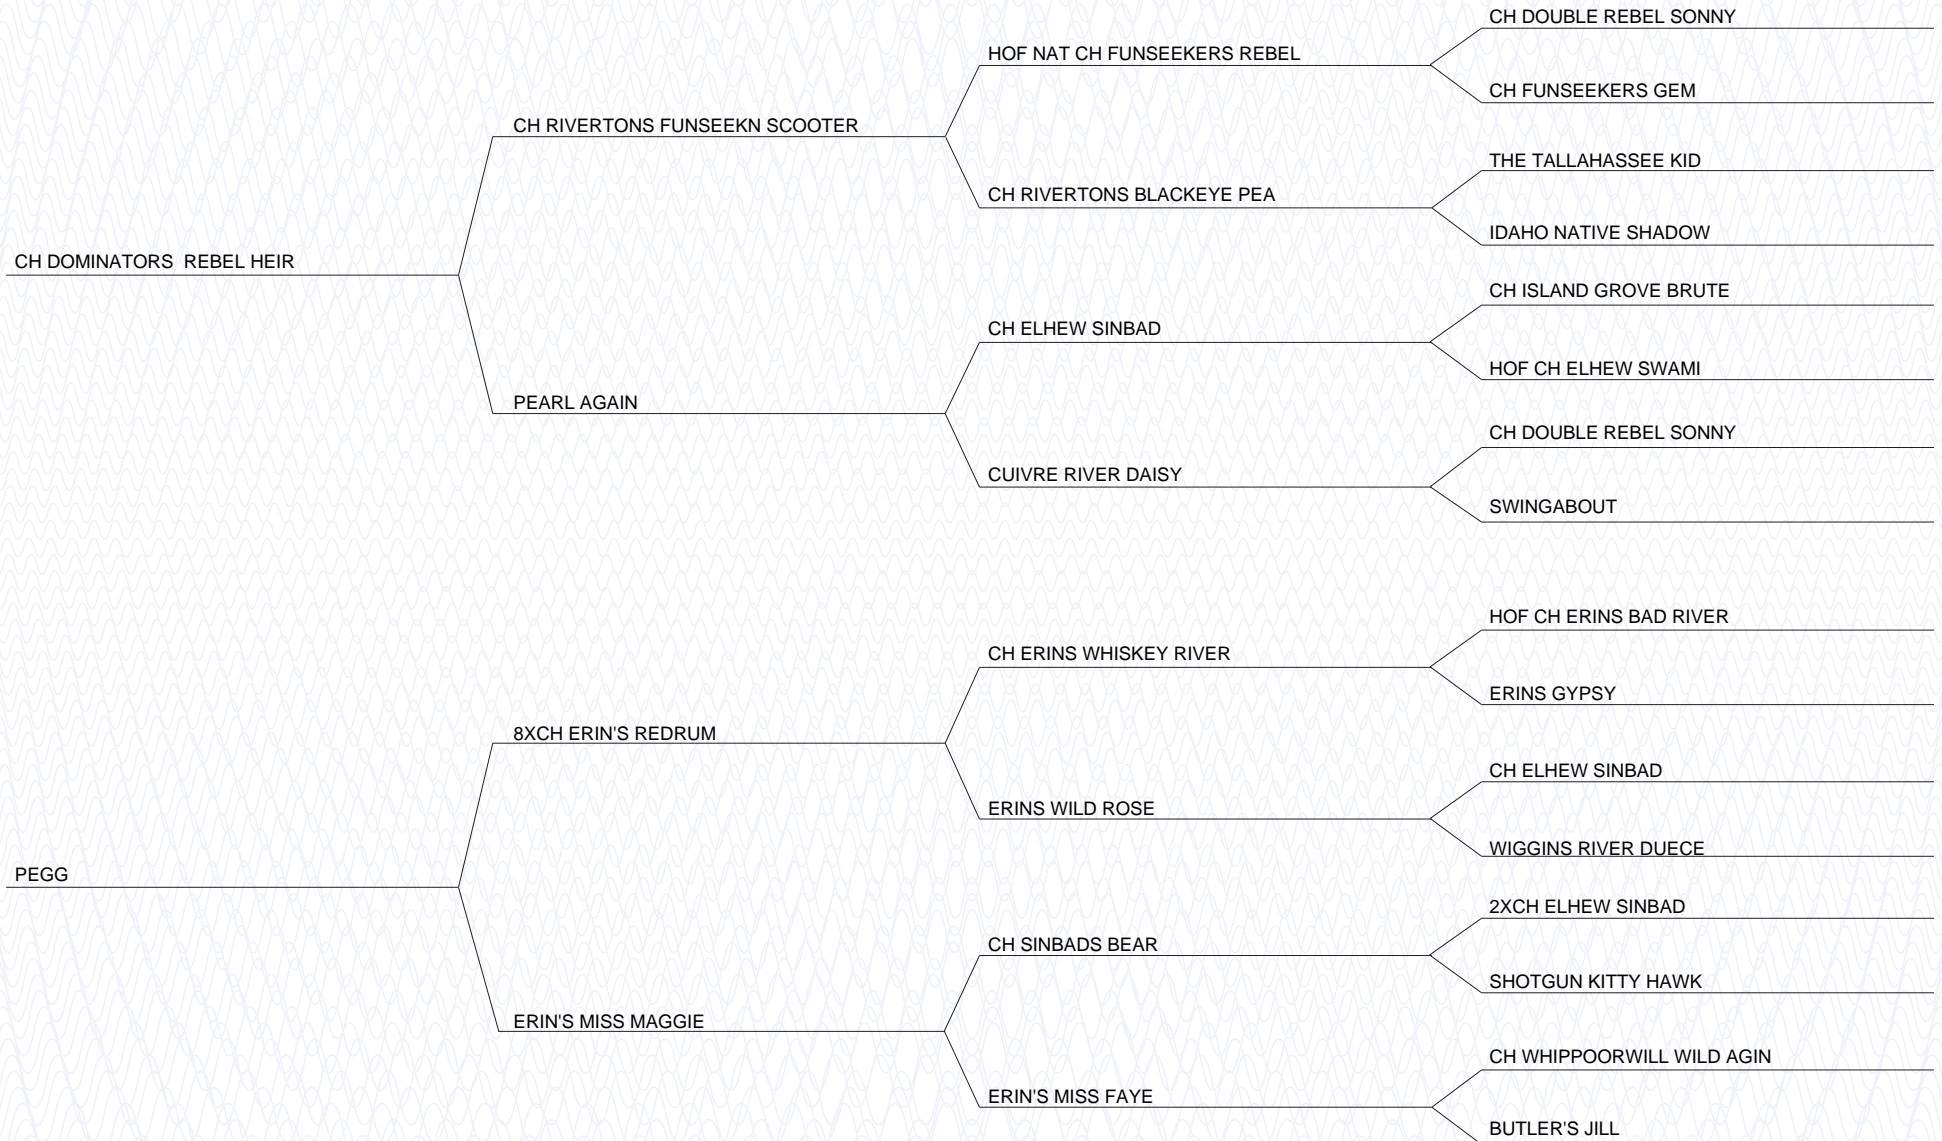 CH DOUBLE REBEL SONNY
HOF NAT CH FUNSEEKERS REBEL
CH FUNSEEKERS GEM
CH RIVERTONS FUNSEEKN SCOOTER
THE TALLAHASSEE KID
CH RIVERTONS BLACKEYE PEA
IDAHO NATIVE SHADOW
CH DOMINATORS  REBEL HEIR
CH ISLAND GROVE BRUTE
CH ELHEW SINBAD
HOF CH ELHEW SWAMI
PEARL AGAIN
CH DOUBLE REBEL SONNY
CUIVRE RIVER DAISY
SWINGABOUT
HOF CH ERINS BAD RIVER
CH ERINS WHISKEY RIVER
ERINS GYPSY
8XCH ERIN'S REDRUM
CH ELHEW SINBAD
ERINS WILD ROSE
WIGGINS RIVER DUECE
PEGG
2XCH ELHEW SINBAD
CH SINBADS BEAR
SHOTGUN KITTY HAWK
ERIN'S MISS MAGGIE
CH WHIPPOORWILL WILD AGIN
ERIN'S MISS FAYE
BUTLER'S JILL